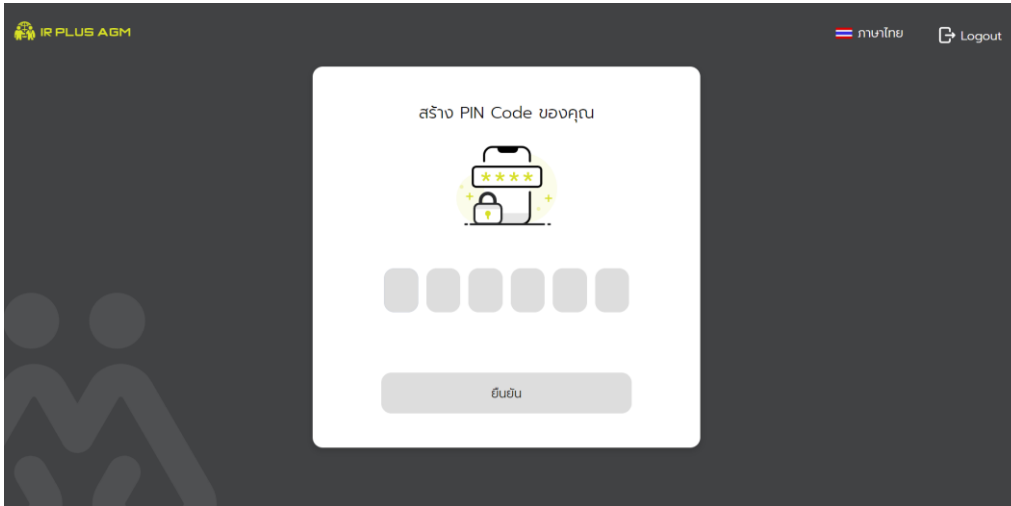 IR PLUS AGM
ภาษาไทย
Logout
สร้าง PIN Code ของคุณ
****
ยืนยัน